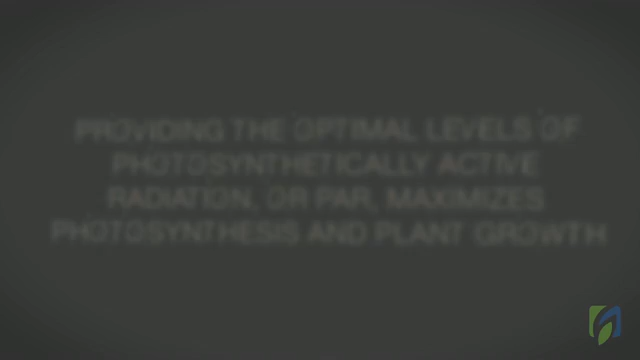 PROVIDING THE OPTIMAL LEVELS OF
PHOTOSYNTHETICALLY ACTIVE
RADIATION, OR PAR, MAXIMIZES
PHOTOSYNTHESIS AND PLANT GROWTH